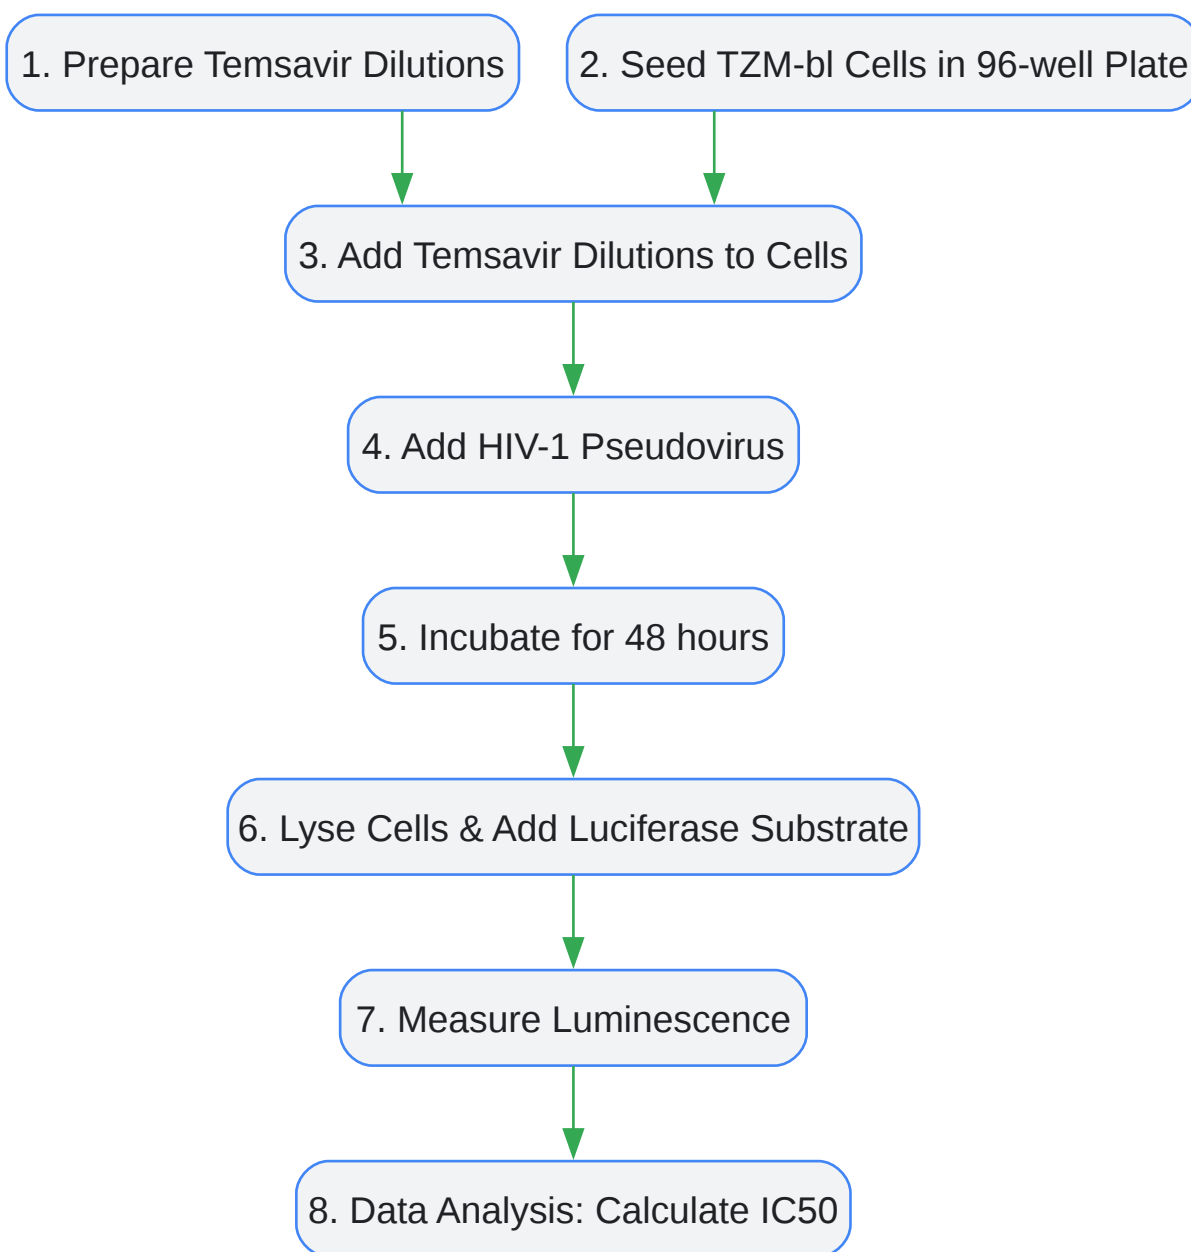 1. Prepare Temsavir Dilutions
2. Seed TZM-bl Cells in 96-well Plate
3. Add Temsavir Dilutions to Cells
4. Add HIV-1 Pseudovirus
5. Incubate for 48 hours
6. Lyse Cells & Add Luciferase Substrate
7. Measure Luminescence
8. Data Analysis: Calculate IC50